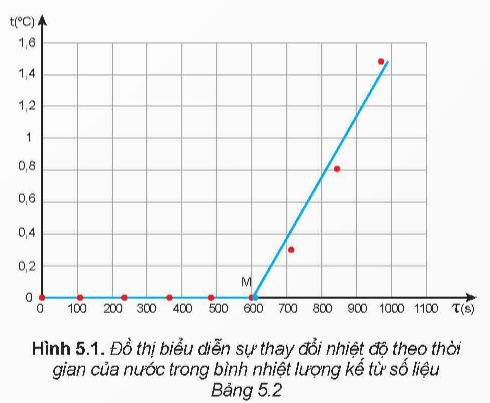 t(°C)
1,6
1,4
1,2
1
0,8
0,6
0,4
0,2
0
M
0 100 200 300 400 500 600 700 800 900 1000 1100 τ(s)
Hình 5.1. Đồ thị biểu diễn sự thay đổi nhiệt độ theo thời
gian của nước trong bình nhiệt lượng kế từ số liệu
Bảng 5.2